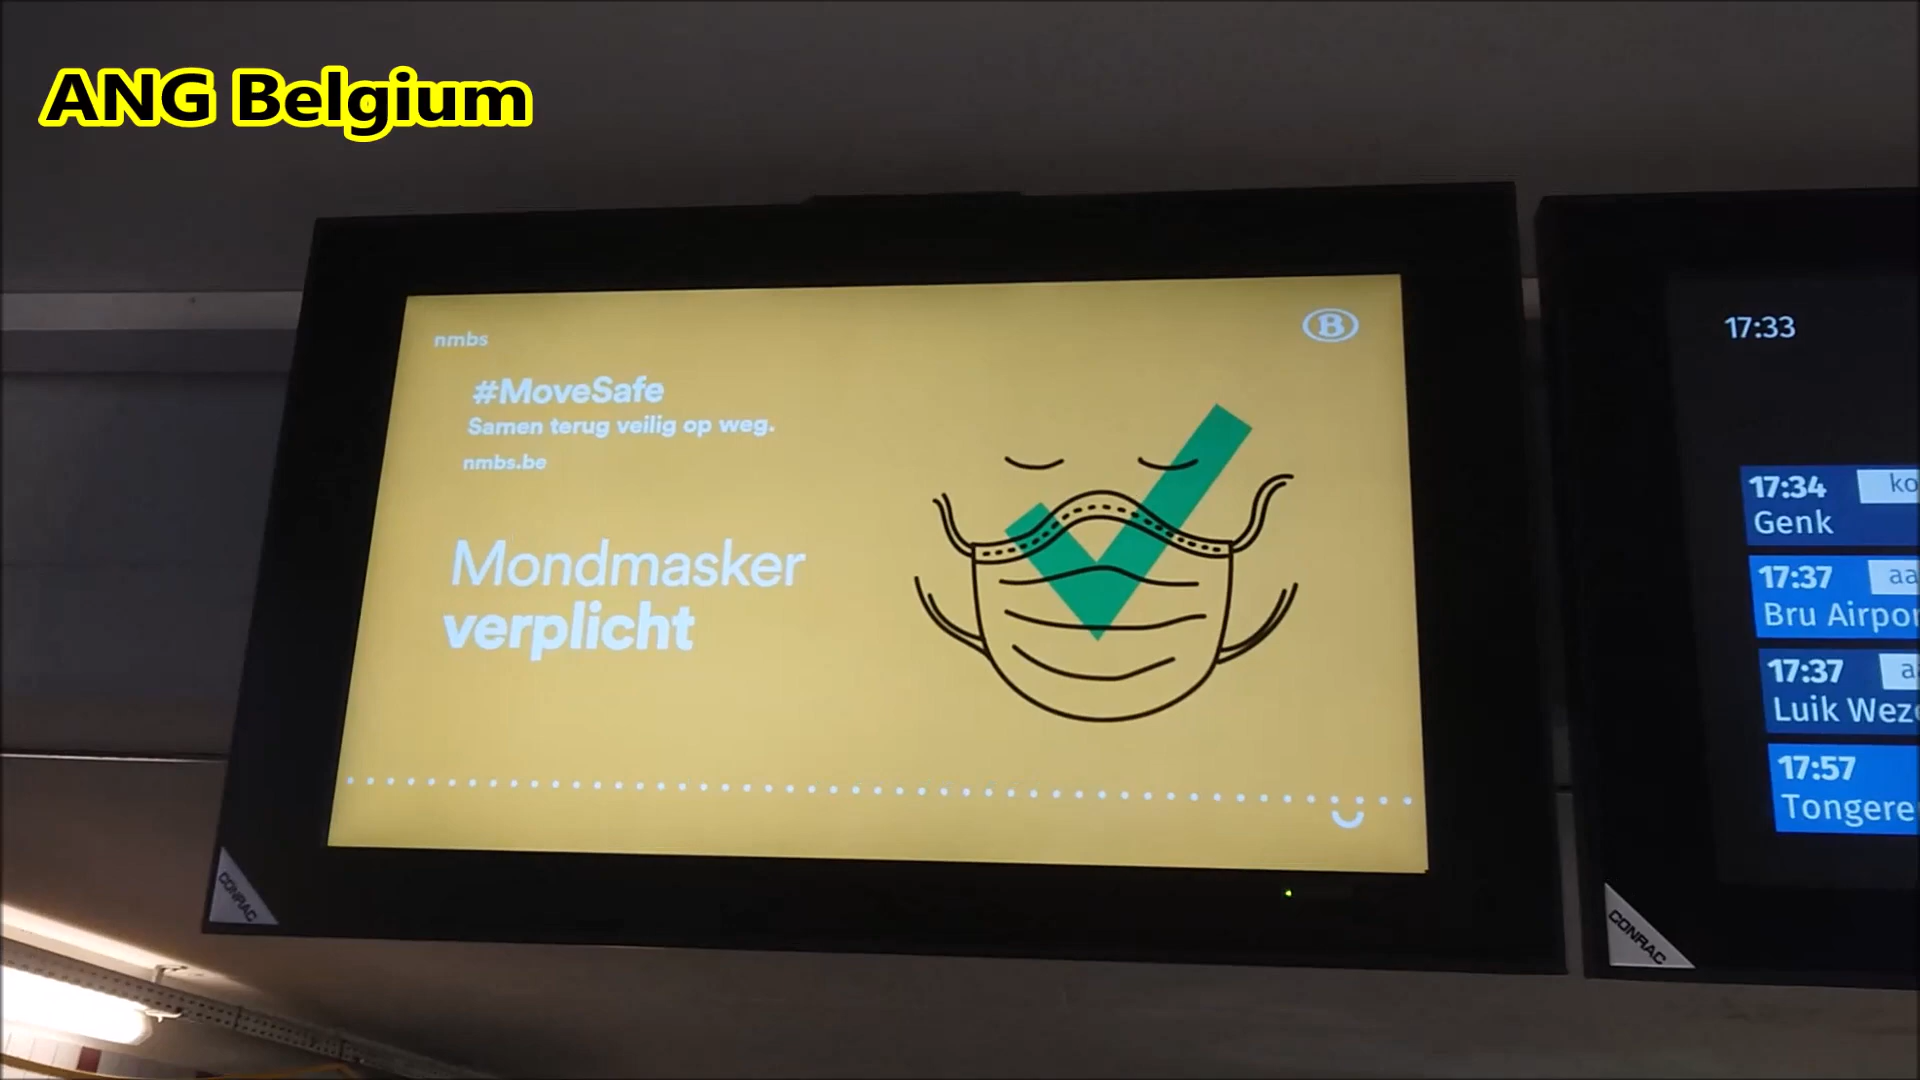 ANG Belgium
nmbs
B
#MoveSafe
Samen terug veilig op weg.
nmbs.be
Mondmasker
verplicht
CONRAC
17:33
17:34 ko
Genk
17:37 aa
Bru Airpor
17:37
Luik Weze
17:57
Tongere
CONRAC